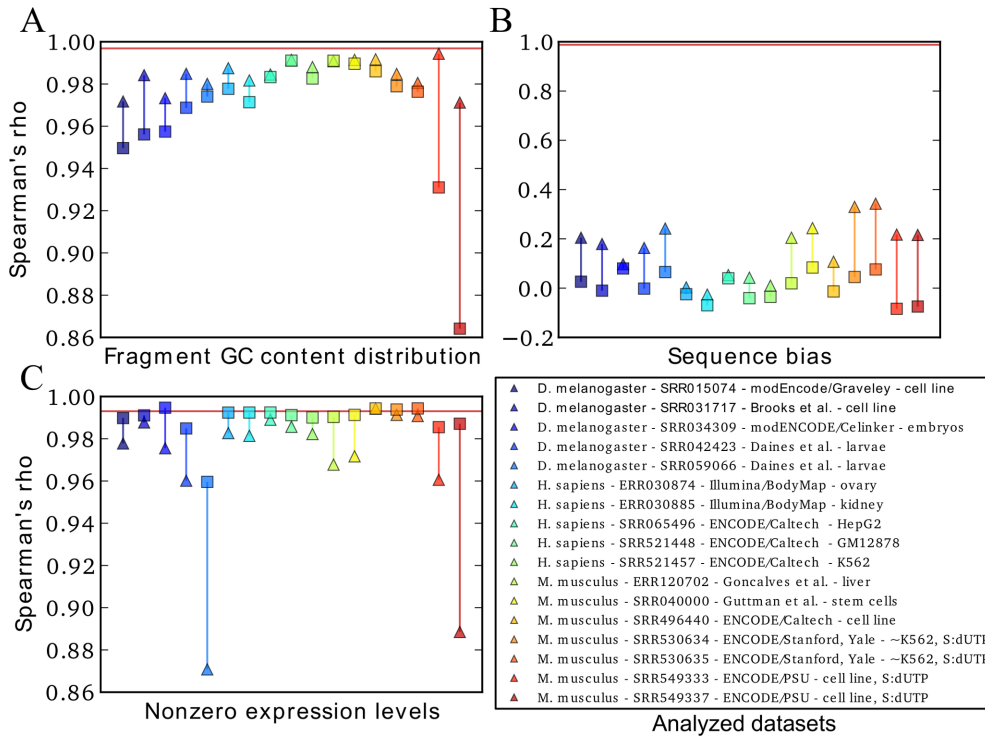 A
B
1.00
0.98
0.96
0.94
0.92
0.90
0.88
0.86
Spearman's rho
Fragment GC content distribution
1.0
0.8
0.6
0.4
0.2
0.0
−0.2
Sequence bias
C
1.00
0.98
0.96
0.94
0.92
0.90
0.88
0.86
Spearman's rho
Nonzero expression levels
D. melanogaster - SRR015074 - modEncode/Graveley - cell line
D. melanogaster - SRR031717 - Brooks et al. - cell line
D. melanogaster - SRR034309 - modENCODE/Celinker - embryos
D. melanogaster - SRR042423 - Daines et al. - larvae
D. melanogaster - SRR059066 - Daines et al. - larvae
H. sapiens - ERR030874 - Illumina/BodyMap - ovary
H. sapiens - ERR030885 - Illumina/BodyMap - kidney
H. sapiens - SRR065496 - ENCODE/Caltech - HepG2
H. sapiens - SRR521448 - ENCODE/Caltech - GM12878
H. sapiens - SRR521457 - ENCODE/Caltech - K562
M. musculus - ERR120702 - Goncalves et al. - liver
M. musculus - SRR040000 - Guttman et al. - stem cells
M. musculus - SRR496440 - ENCODE/Caltech - cell line
M. musculus - SRR530634 - ENCODE/Stanford, Yale - ~K562, S:dUTP
M. musculus - SRR530635 - ENCODE/Stanford, Yale - ~K562, S:dUTP
M. musculus - SRR549333 - ENCODE/PSU - cell line, S:dUTP
M. musculus - SRR549337 - ENCODE/PSU - cell line, S:dUTP
Analyzed datasets